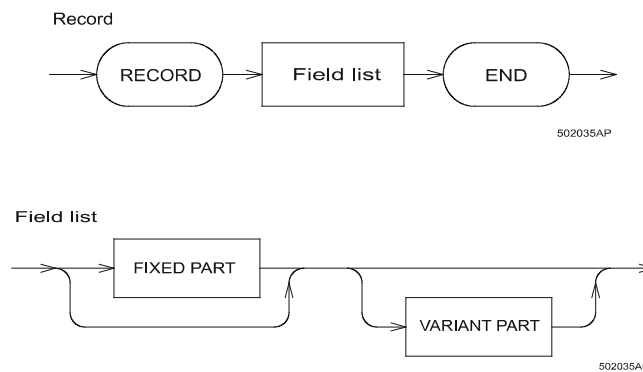 Record
RECORD
Field list
END
502035AP
Field list
FIXED PART
VARIANT PART